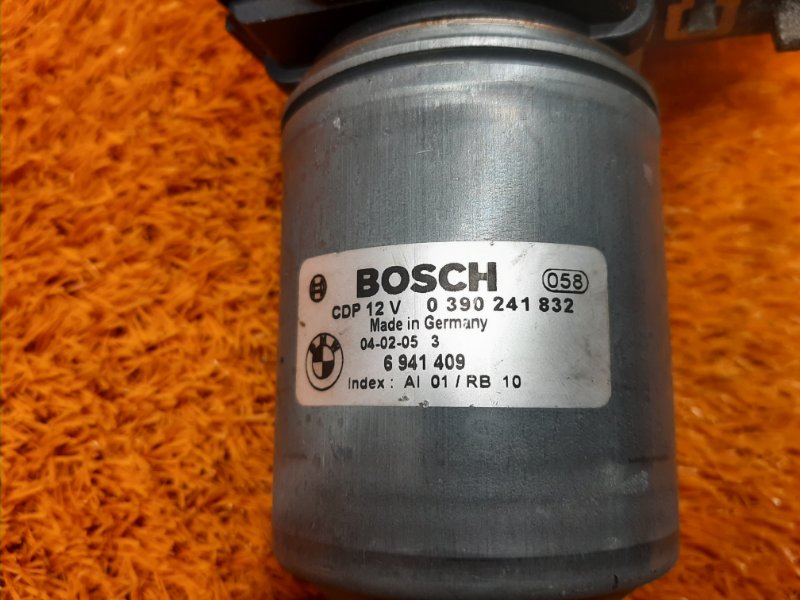 BOSCH 058
CDP 12 V 0 390 241 832
Made in Germany
04-02-05 3
6 941 409
Index: AI 01 / RB 10